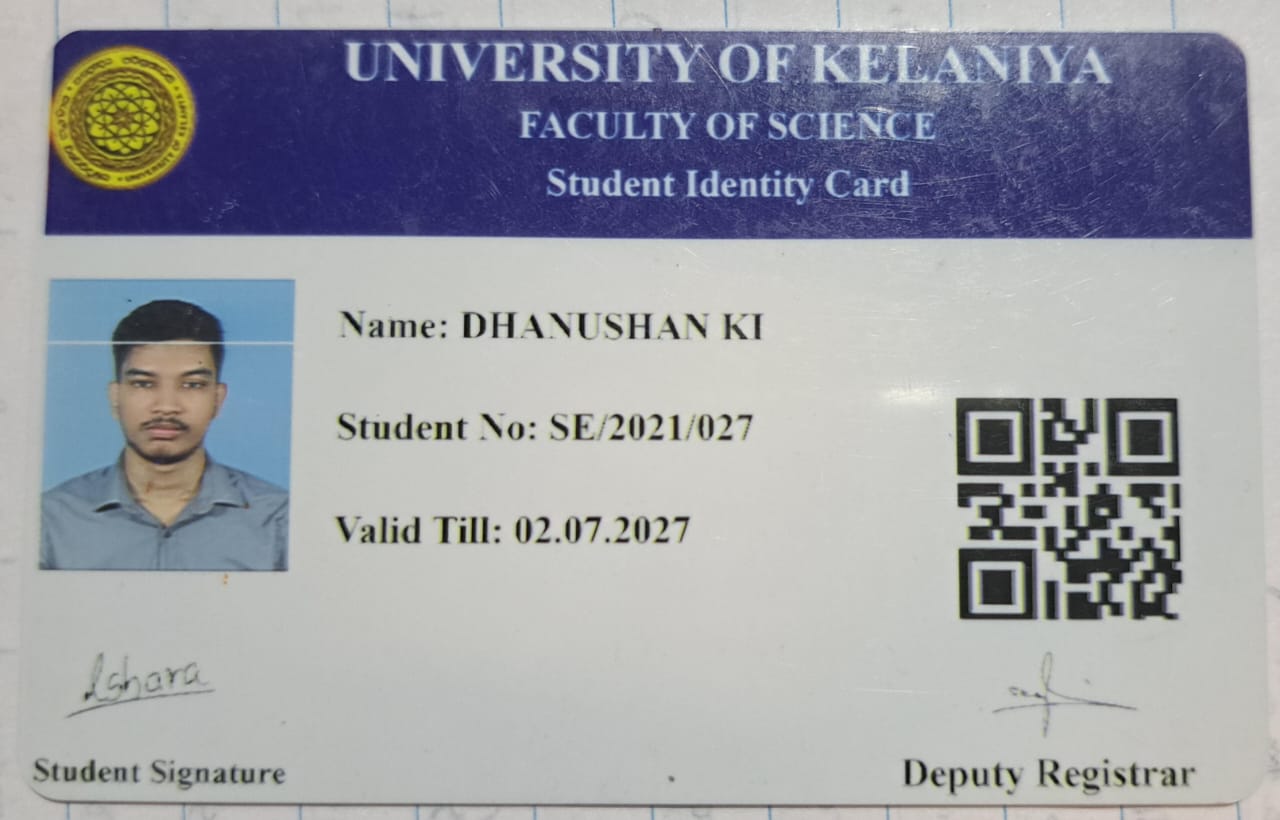 UNIVERSITY OF KELANIYA
FACULTY OF SCIENCE
Student Identity Card
Name: DHANUSHAN KI
Student No: SE/2021/027
Valid Till: 02.07.2027
Ishara
Student Signature
Deputy Registrar